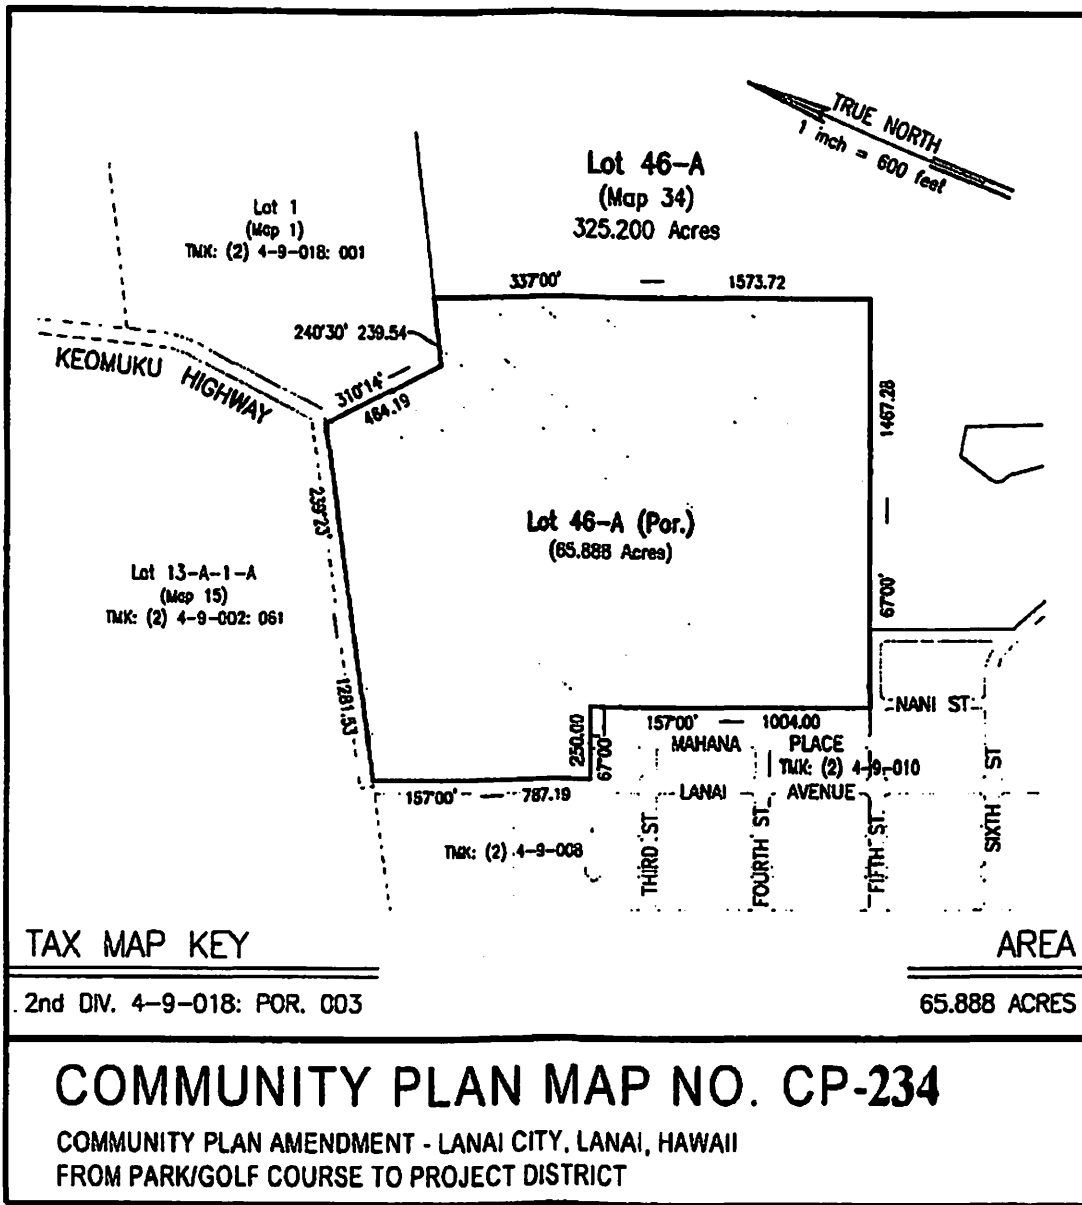 TRUE NORTH
1 inch = 600 feet
Lot 46-A
(Map 34)
325.200 Acres
Lot 1
(Map 1)
TMK: (2) 4-9-018: 001
337°00' — 1573.72
240°30' 239.54
KEOMUKU HIGHWAY
310°14' —
464.19
1467.28 — 67°00'
239°23' — 1281.53
Lot 46-A (Por.)
(65.888 Acres)
Lot 13-A-1-A
(Map 15)
TMK: (2) 4-9-002: 061
NANI ST.
250.00
67°00'
157°00' — 1004.00
MAHANA PLACE
TMK: (2) 4-9-010
LANAI AVENUE
157°00' — 787.19
TMK: (2) 4-9-008
THIRD ST.
FOURTH ST.
FIFTH ST.
SIXTH ST
TAX MAP KEY
2nd DIV. 4-9-018: POR. 003
AREA
65.888 ACRES
COMMUNITY PLAN MAP NO. CP-234
COMMUNITY PLAN AMENDMENT - LANAI CITY, LANAI, HAWAII
FROM PARK/GOLF COURSE TO PROJECT DISTRICT